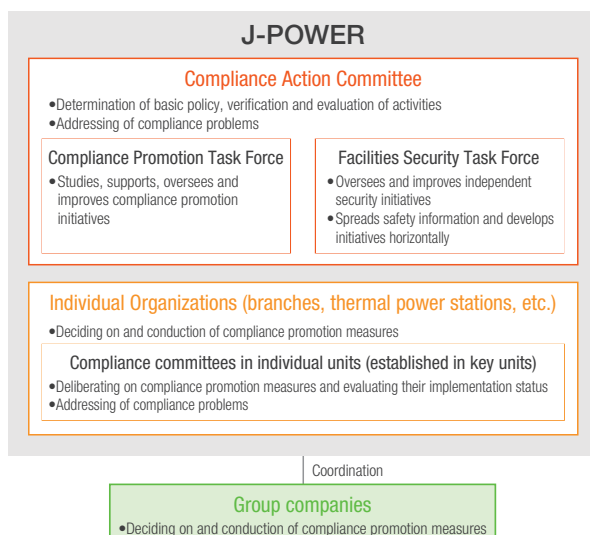 J-POWER
Compliance Action Committee
•Determination of basic policy, verification and evaluation of activities
•Addressing of compliance problems
Compliance Promotion Task Force
•Studies, supports, oversees and
improves compliance promotion
initiatives
Facilities Security Task Force
•Oversees and improves independent
security initiatives
•Spreads safety information and develops
initiatives horizontally
Individual Organizations (branches, thermal power stations, etc.)
•Deciding on and conduction of compliance promotion measures
Compliance committees in individual units (established in key units)
•Deliberating on compliance promotion measures and evaluating their implementation status
•Addressing of compliance problems
Coordination
Group companies
•Deciding on and conduction of compliance promotion measures